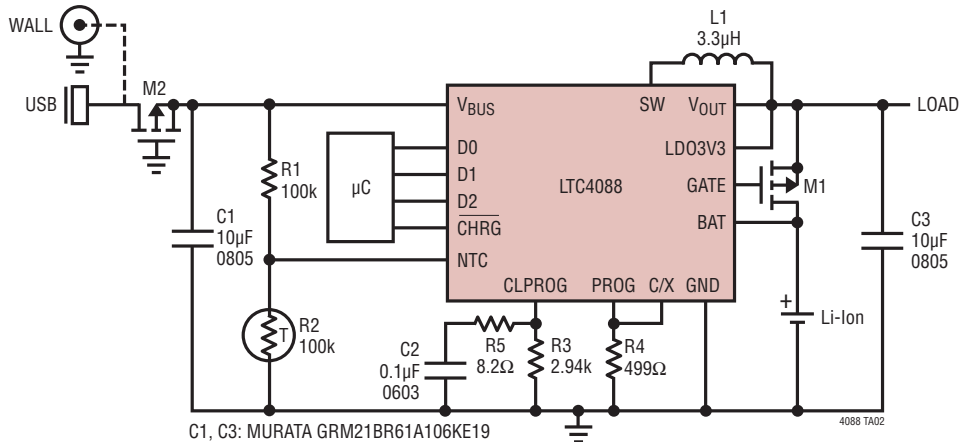 WALL
USB
M2
L1
3.3µH
VBUS
SW
VOUT
LOAD
D0
D1
D2
CHRG
NTC
µC
LTC4088
LDO3V3
GATE
BAT
M1
R1
100k
C1
10µF
0805
C3
10µF
0805
CLPROG
PROG
C/X
GND
T
R2
100k
C2
0.1µF
0603
R5
8.2Ω
R3
2.94k
R4
499Ω
+
Li-Ion
4088 TA02
C1, C3: MURATA GRM21BR61A106KE19